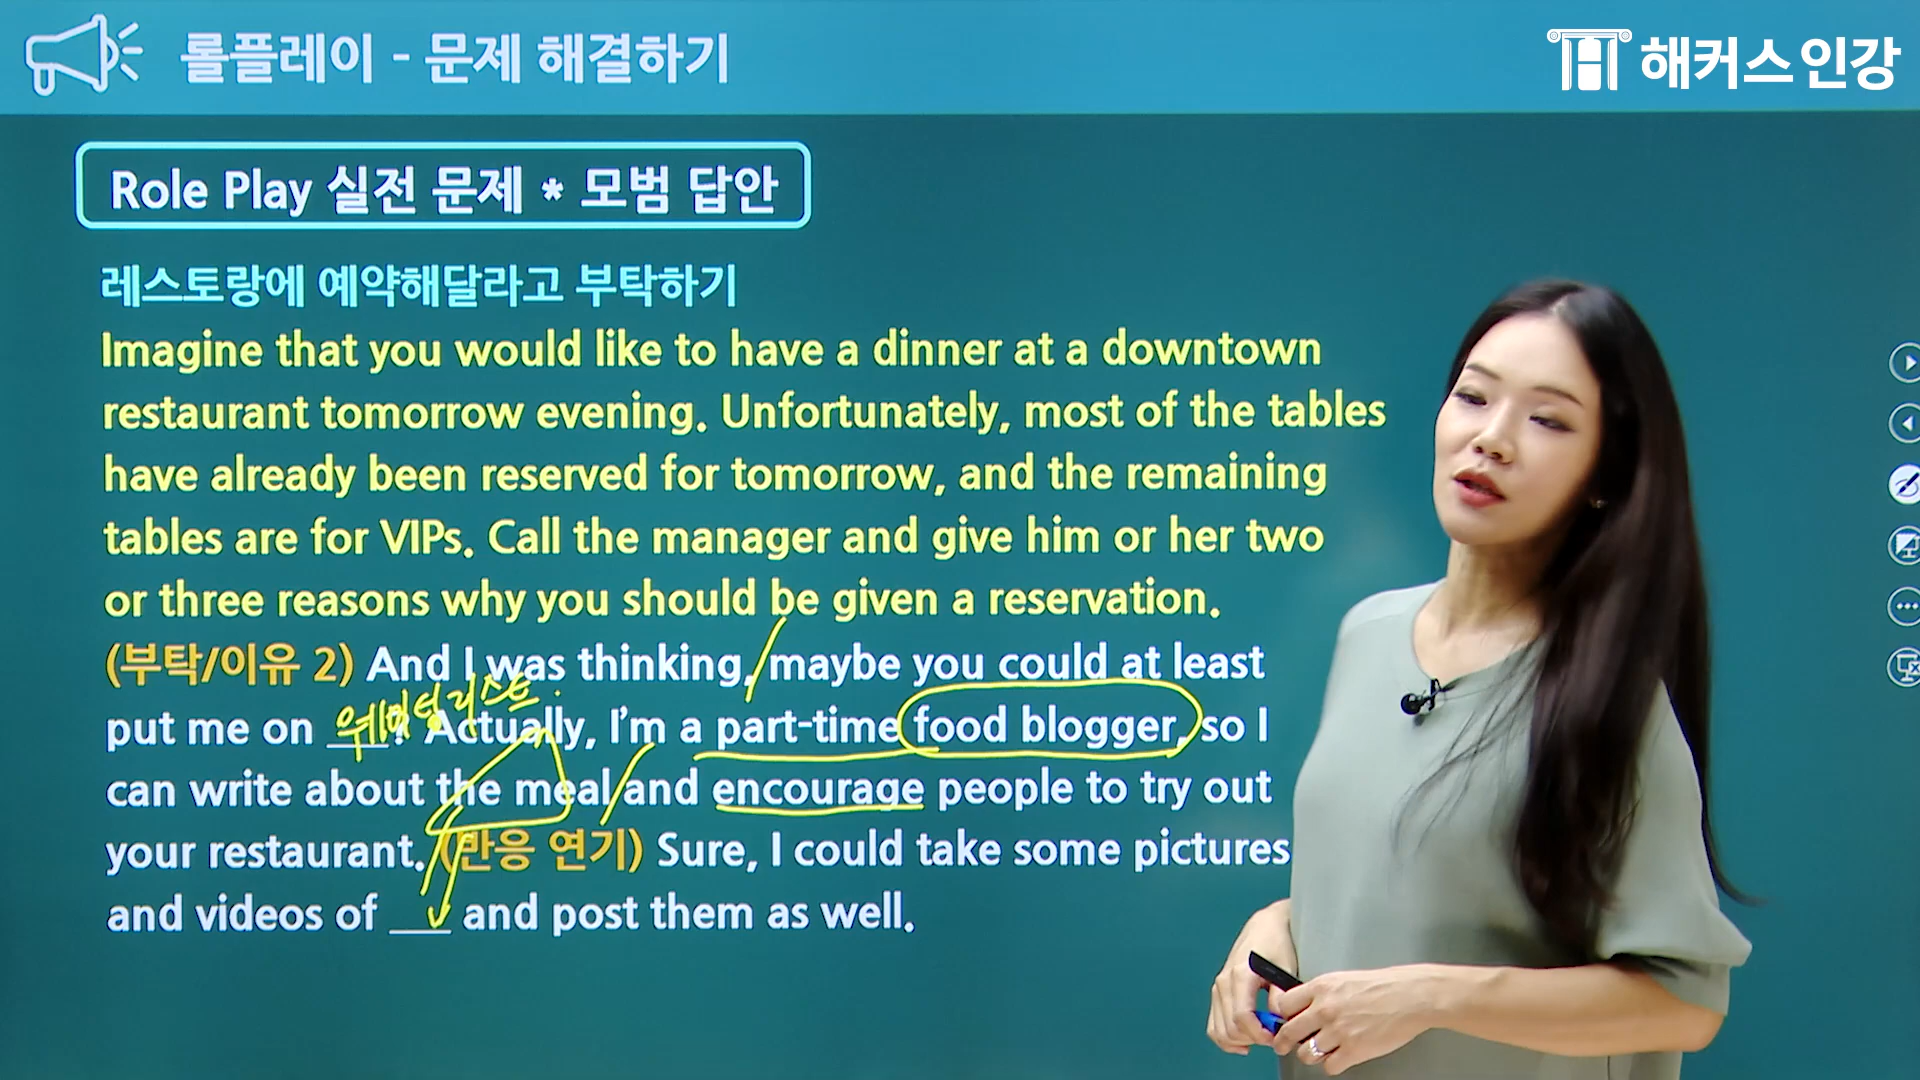 롤플레이 - 문제 해결하기
해커스인강
Role Play 실전 문제 * 모범 답안
레스토랑에 예약해달라고 부탁하기
Imagine that you would like to have a dinner at a downtown
restaurant tomorrow evening. Unfortunately, most of the tables
have already been reserved for tomorrow, and the remaining
tables are for VIPs. Call the manager and give him or her two
or three reasons why you should be given a reservation.
(부탁/이유 2) And I was thinking, maybe you could at least
웨이팅리스트
put me on ___? Actually, I'm a part-time food blogger, so I
can write about the meal and encourage people to try out
your restaurant. (반응 연기) Sure, I could take some pictures
and videos of ___ and post them as well.